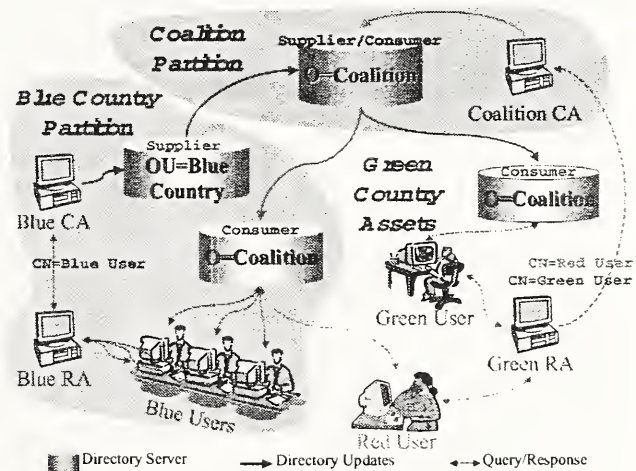 Coalition
Partition
Supplier/Consumer
O=Coalition
Coalition CA
Blue County
Partition
Supplier
OU=Blue
Country
Blue CA
Consumer
O=Coalition
Green
County
Assets
Consumer
O=Coalition
CN=Blue User
CN=Red User
CN=Green User
Green User
Green RA
Blue RA
Blue Users
Red User
Directory Server
Directory Updates
Query/Response